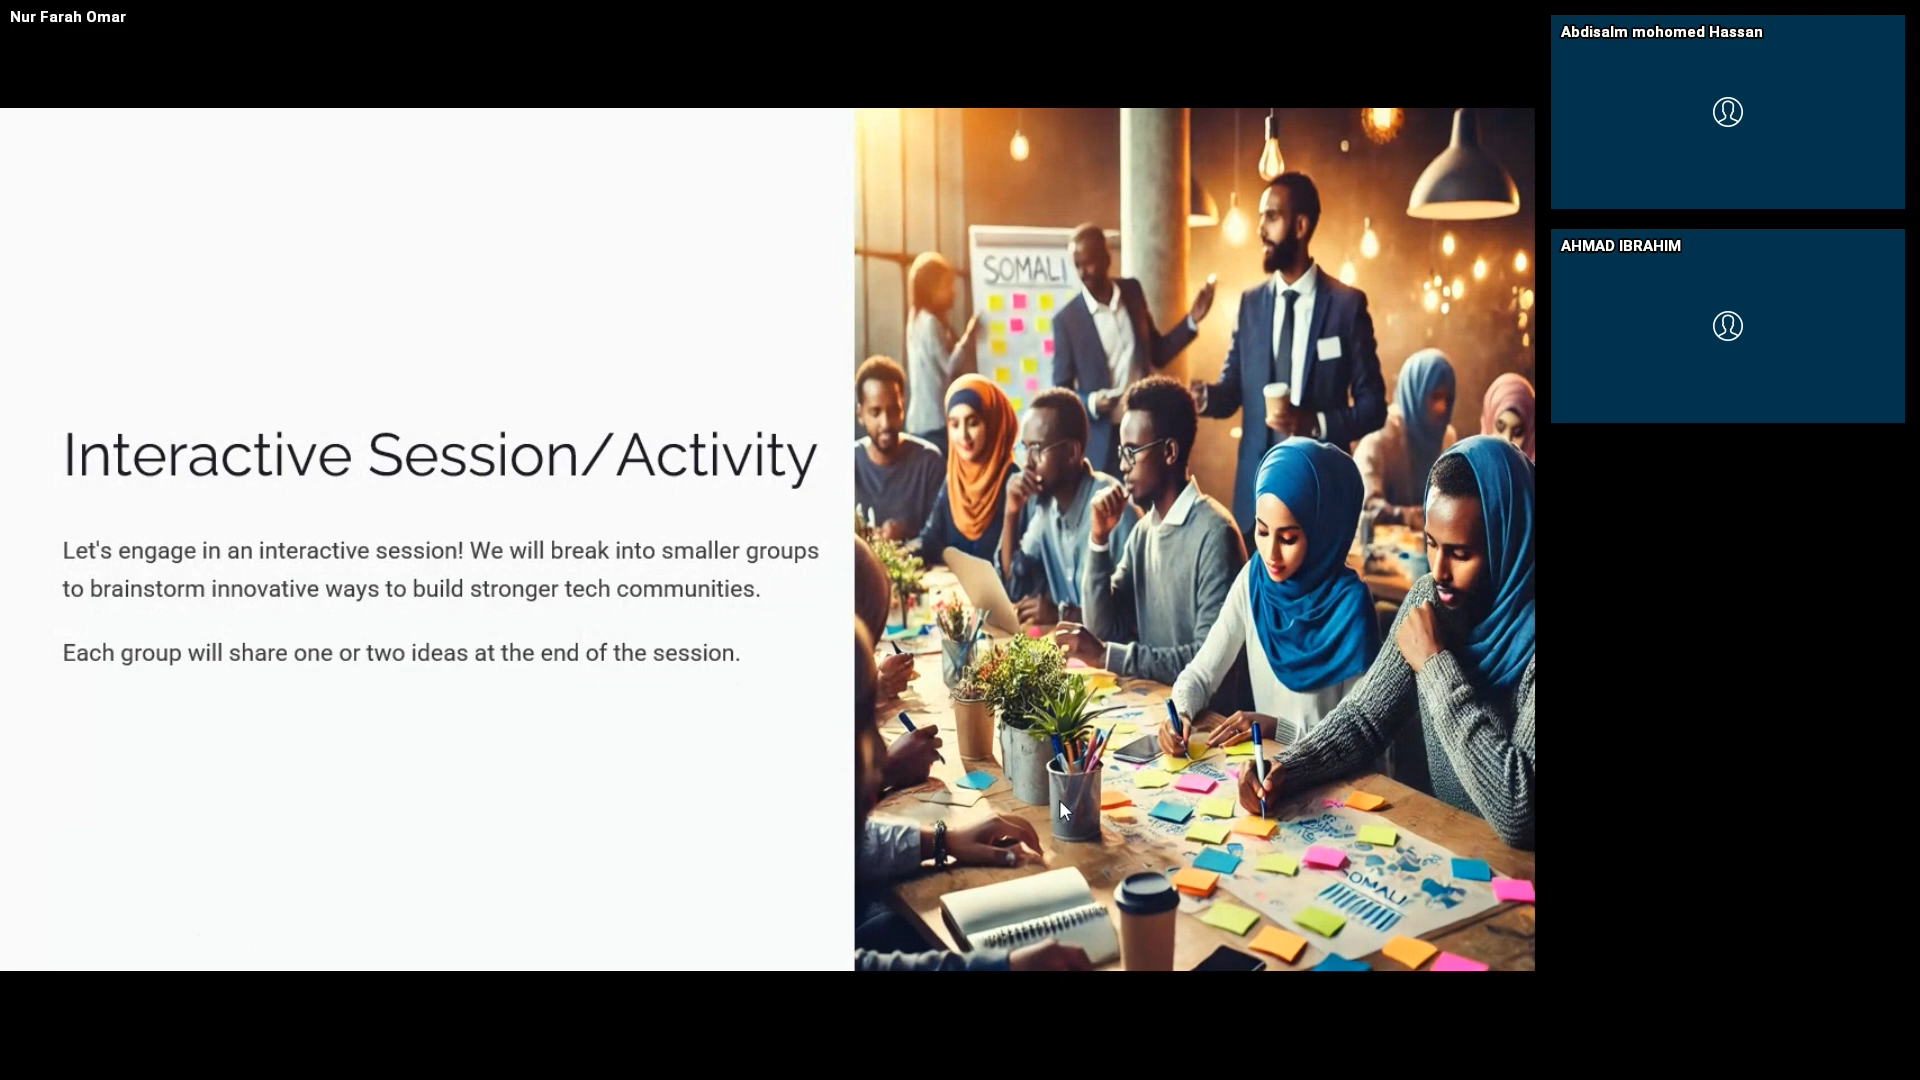 Nur Farah Omar
Abdisalm mohomed Hassan
AHMAD IBRAHIM
Interactive Session/Activity
Let's engage in an interactive session! We will break into smaller groups
to brainstorm innovative ways to build stronger tech communities.
Each group will share one or two ideas at the end of the session.
SOMALI
SOMALI